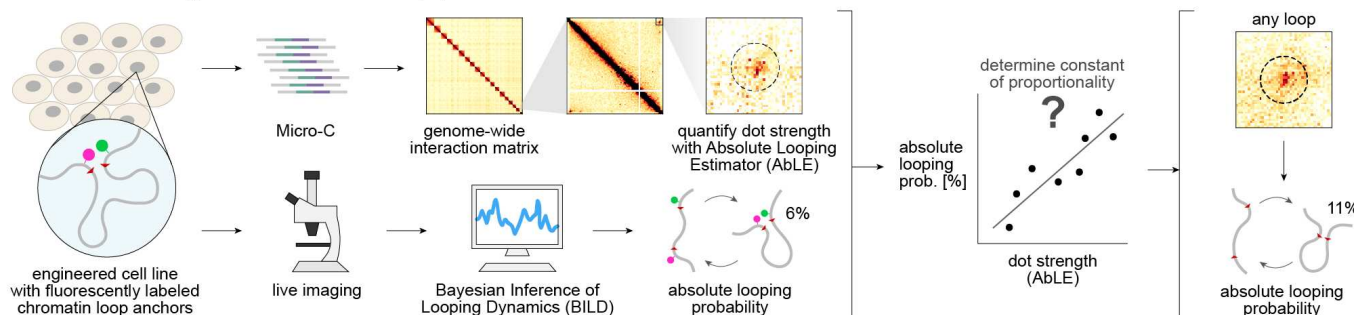 engineered cell line
with fluorescently labeled
chromatin loop anchors
Micro-C
genome-wide
interaction matrix
quantify dot strength
with Absolute Looping
Estimator (AbLE)
live imaging
Bayesian Inference of
Looping Dynamics (BILD)
6%
absolute looping
probability
determine constant
of proportionality
?
absolute
looping
prob. [%]
dot strength
(AbLE)
any loop
11%
absolute looping
probability